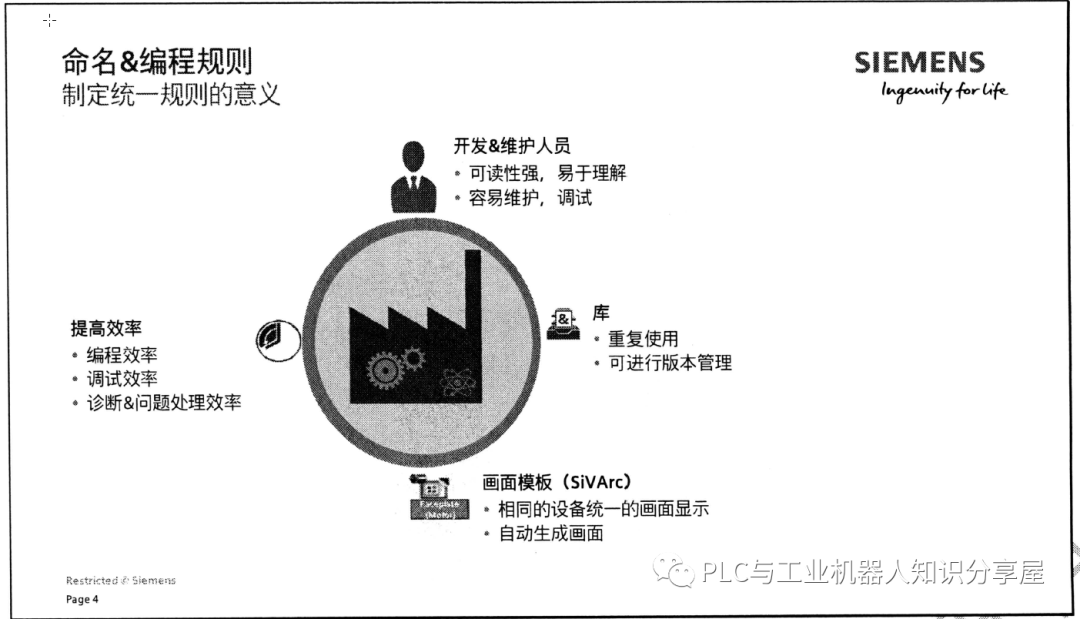 命名&编程规则
制定统一规则的意义
SIEMENS
Ingenuity for life
开发&维护人员
• 可读性强，易于理解
• 容易维护，调试
提高效率
• 编程效率
• 调试效率
• 诊断&问题处理效率
&
库
• 重复使用
• 可进行版本管理
Faceplate
(Motor)
画面模板（SiVArc）
• 相同的设备统一的画面显示
• 自动生成画面
Restricted © Siemens
Page 4
PLC与工业机器人知识分享屋